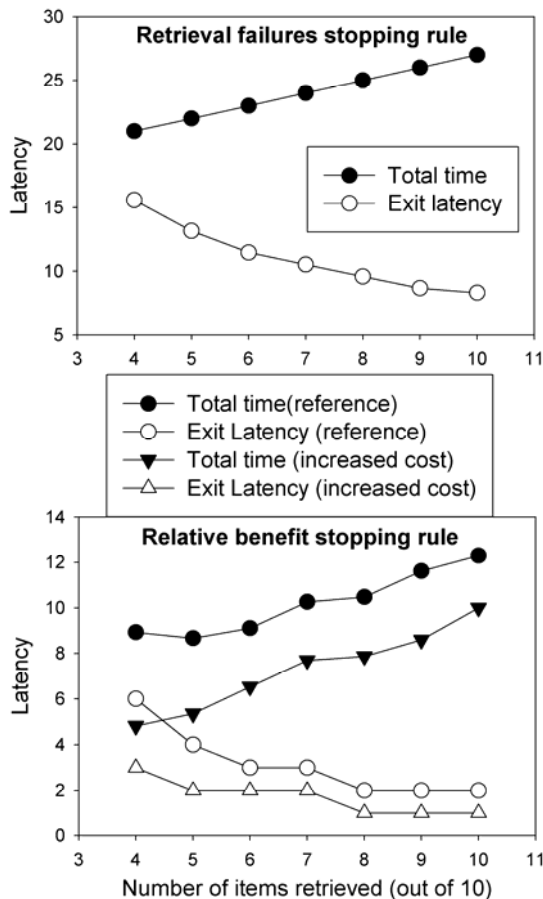 Retrieval failures stopping rule
30
25
20
15
10
5
Latency
Total time
Exit latency
3 4 5 6 7 8 9 10 11
Total time(reference)
Exit Latency (reference)
Total time (increased cost)
Exit Latency (increased cost)
Relative benefit stopping rule
14
12
10
8
6
4
2
0
Latency
3 4 5 6 7 8 9 10 11
Number of items retrieved (out of 10)